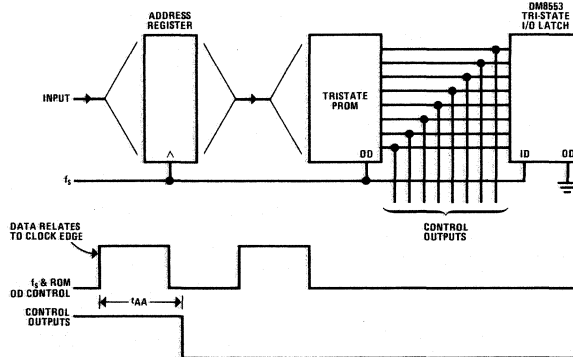 ADDRESS
REGISTER
DM8553
TRI-STATE
I/O LATCH
INPUT
TRISTATE
PROM
OD
ID
OD
fs
CONTROL
OUTPUTS
DATA RELATES
TO CLOCK EDGE
fs & ROM
OD CONTROL
tAA
CONTROL
OUTPUTS